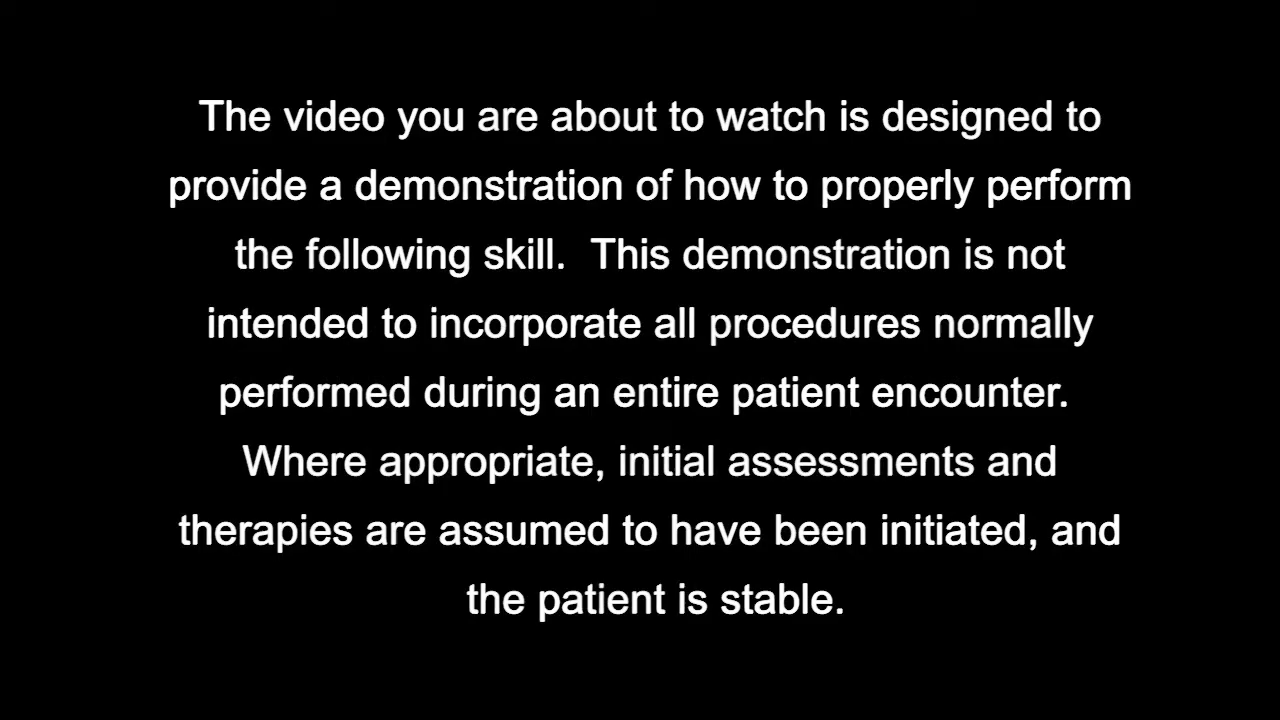 The video you are about to watch is designed to
provide a demonstration of how to properly perform
the following skill.  This demonstration is not
intended to incorporate all procedures normally
performed during an entire patient encounter.
Where appropriate, initial assessments and
therapies are assumed to have been initiated, and
the patient is stable.